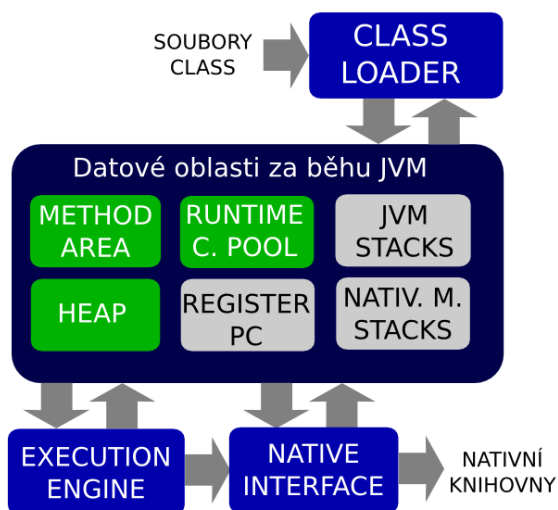 SOUBORY
CLASS
CLASS
LOADER
Datové oblasti za běhu JVM
METHOD
AREA
RUNTIME
C. POOL
JVM
STACKS
HEAP
REGISTER
PC
NATIV. M.
STACKS
EXECUTION
ENGINE
NATIVE
INTERFACE
NATIVNÍ
KNIHOVNY